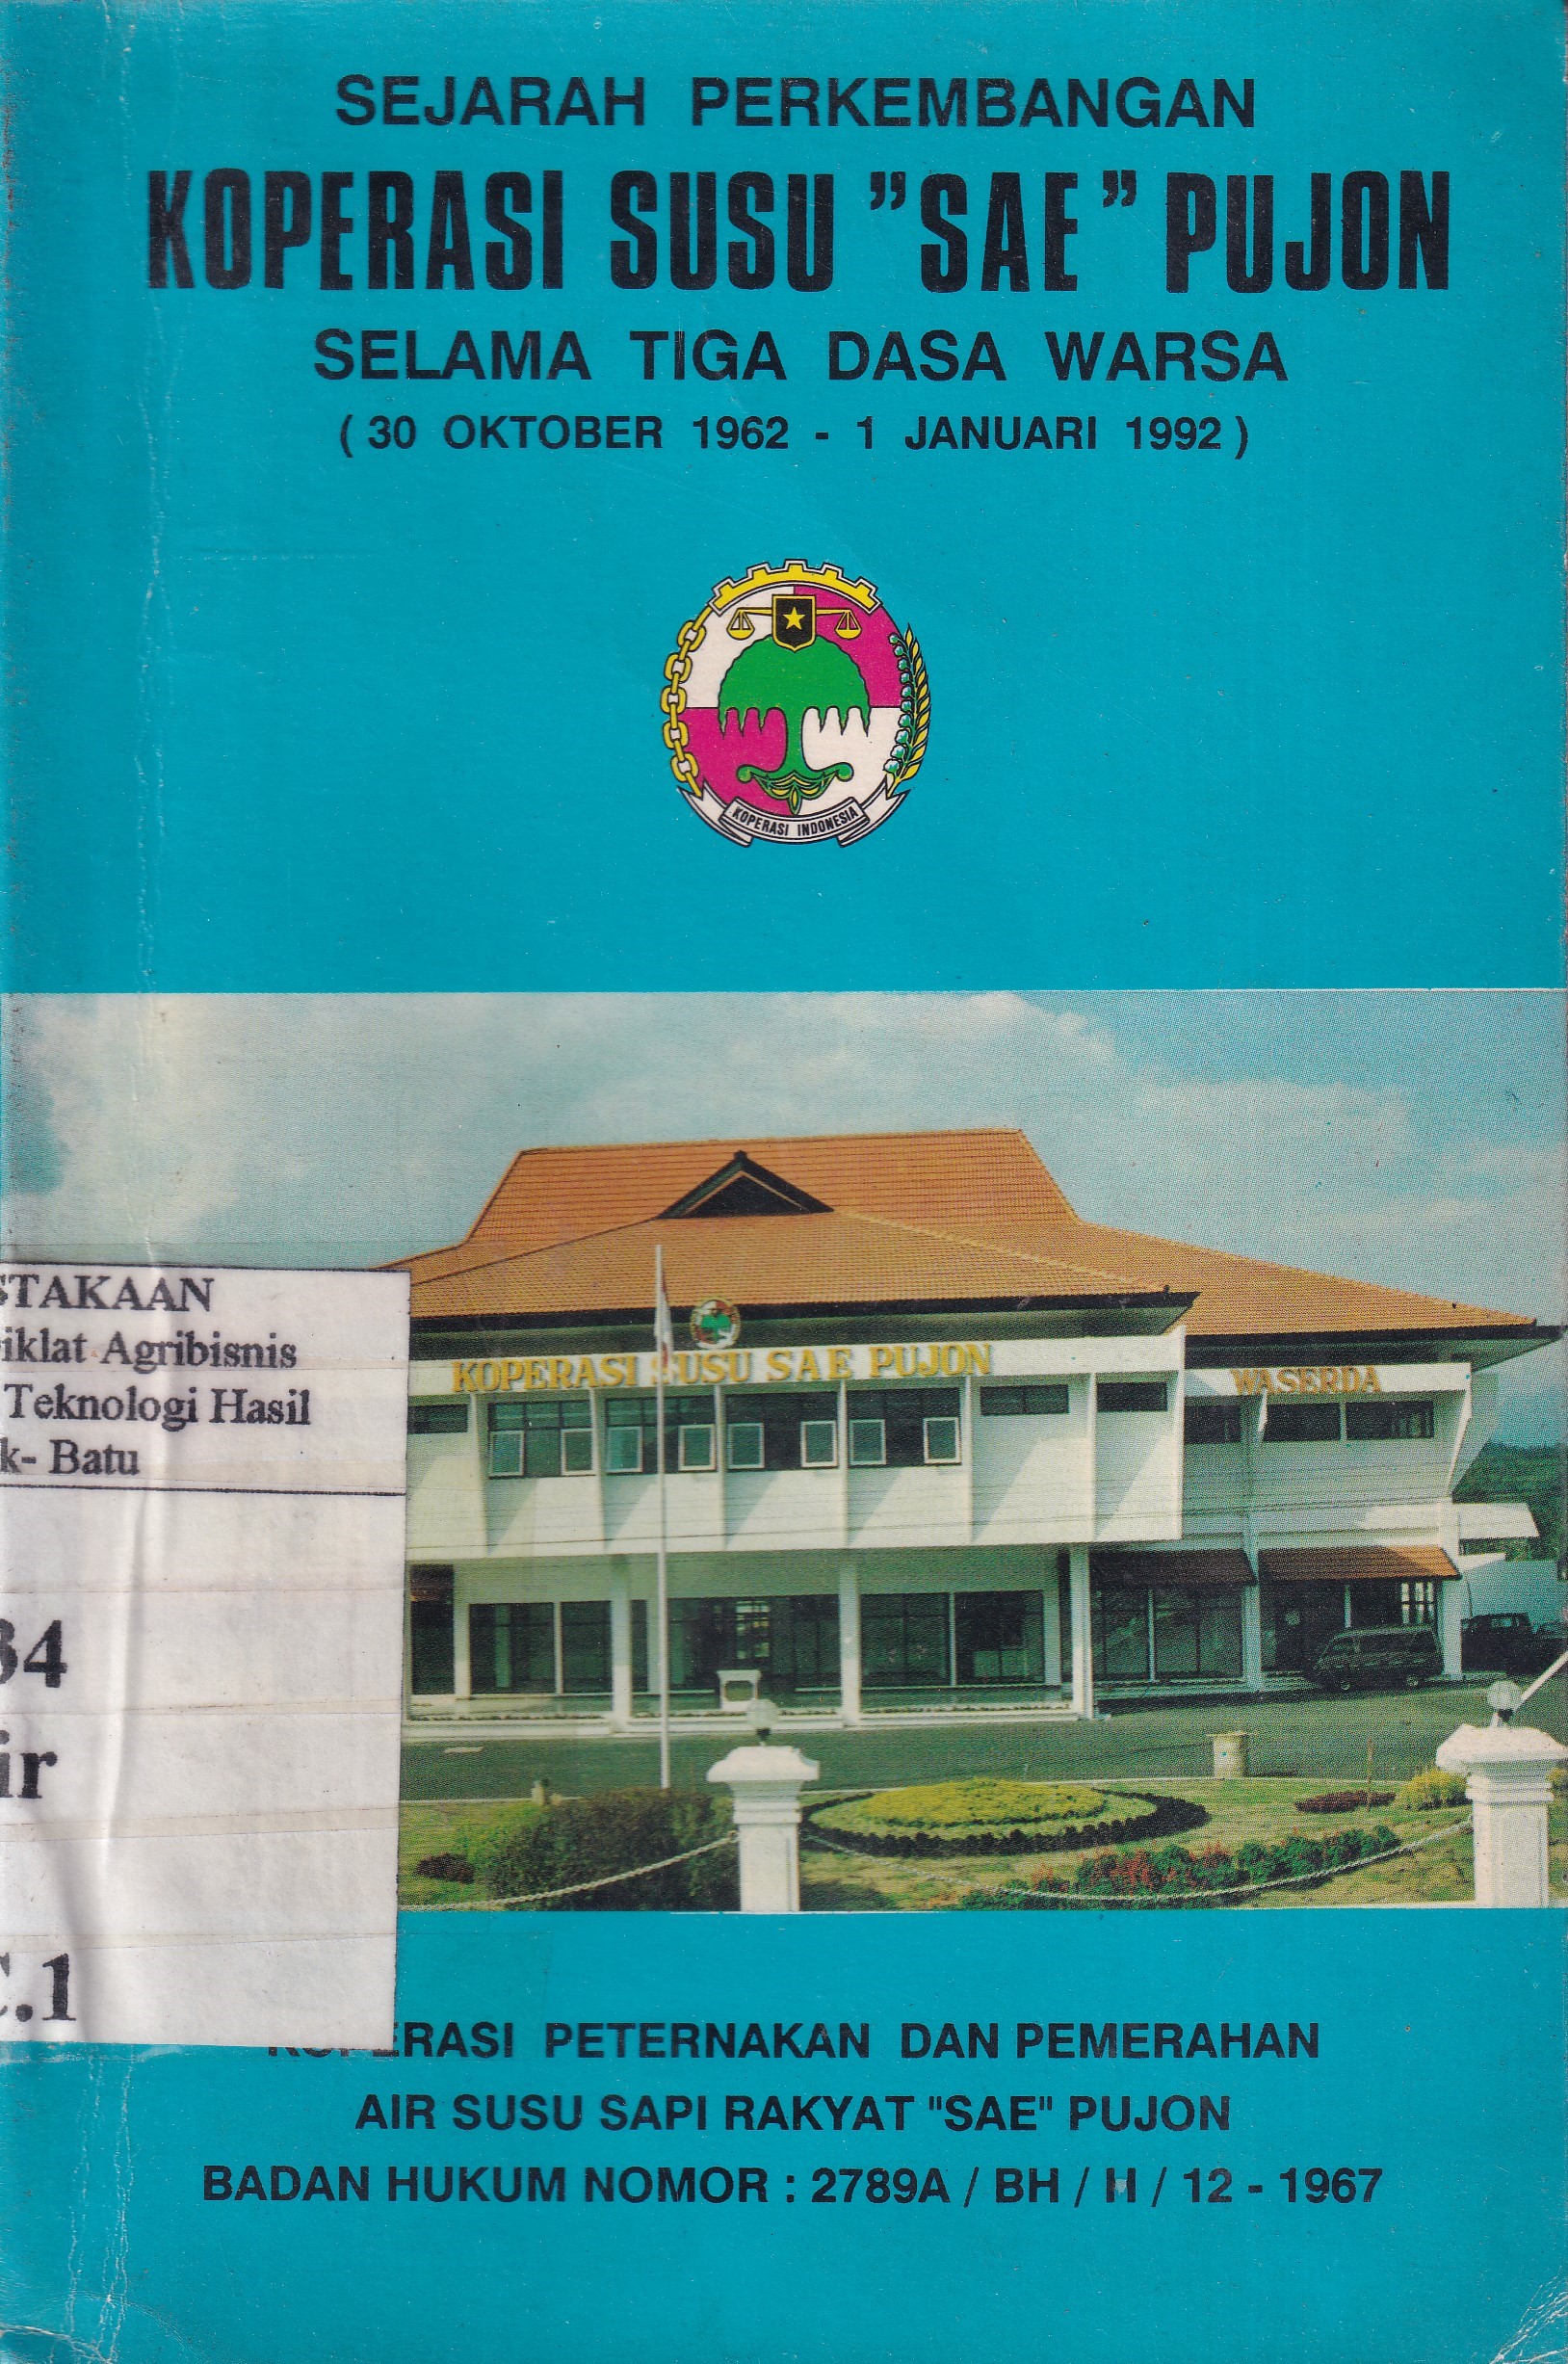 SEJARAH PERKEMBANGAN
KOPERASI SUSU "SAE" PUJON
SELAMA TIGA DASA WARSA
( 30 OKTOBER 1962 - 1 JANUARI 1992 )
KOPERASI INDONESIA
KOPERASI SUSU SAE PUJON
WASERDA
STAKAAN
iklat Agribisnis
Teknologi Hasil
k- Batu
34
ir
C.1
KOPERASI PETERNAKAN DAN PEMERAHAN
AIR SUSU SAPI RAKYAT "SAE" PUJON
BADAN HUKUM NOMOR : 2789A / BH / H / 12 - 1967